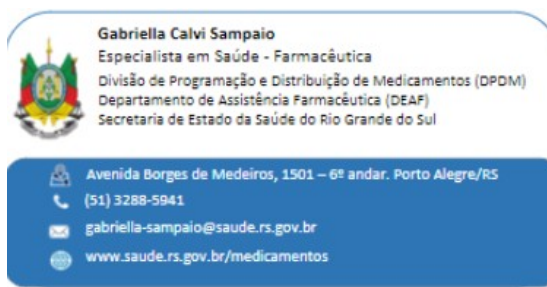 Gabriella Calvi Sampaio
Especialista em Saúde - Farmacêutica
Divisão de Programação e Distribuição de Medicamentos (DPDM)
Departamento de Assistência Farmacêutica (DEAF)
Secretaria de Estado da Saúde do Rio Grande do Sul
Avenida Borges de Medeiros, 1501 – 6º andar. Porto Alegre/RS
(51) 3288-5941
gabriella-sampaio@saude.rs.gov.br
www.saude.rs.gov.br/medicamentos